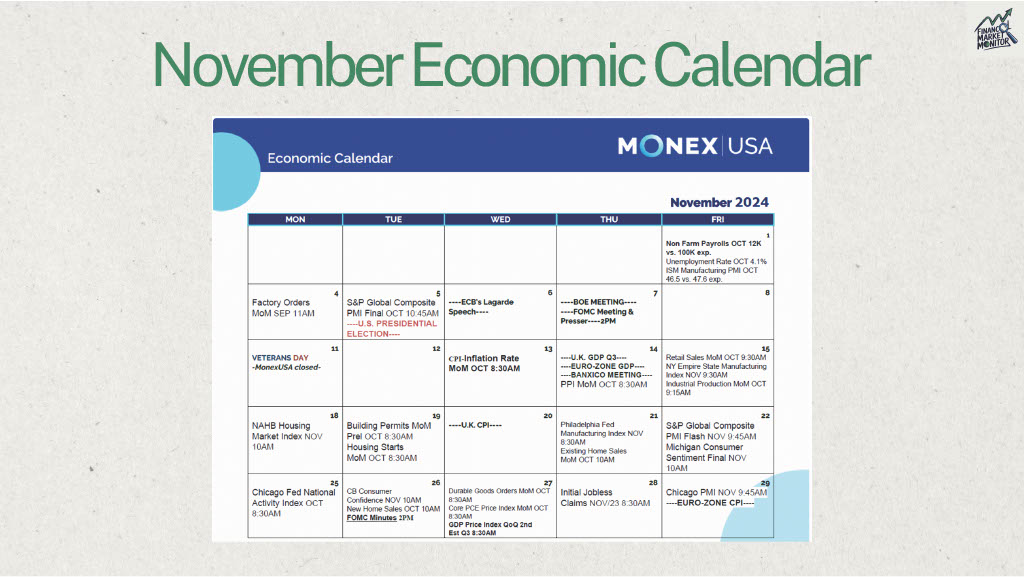 FINANCIAL
MARKET
MONITOR
November Economic Calendar
Economic Calendar
MONEX USA
November 2024
MON TUE WED THU FRI
1
Non Farm Payrolls OCT 12K
vs. 100K exp.
Unemployment Rate OCT 4.1%
ISM Manufacturing PMI OCT
46.5 vs. 47.6 exp.
4
Factory Orders
MoM SEP 11AM
5
S&P Global Composite
PMI Final OCT 10:45AM
----U.S. PRESIDENTIAL
ELECTION----
6
----ECB's Lagarde
Speech----
7
----BOE MEETING----
----FOMC Meeting &
Presser----2PM
8
11
VETERANS DAY
-MonexUSA closed-
12
13
CPI-Inflation Rate
MoM OCT 8:30AM
14
----U.K. GDP Q3----
----EURO-ZONE GDP----
----BANXICO MEETING----
PPI MoM OCT 8:30AM
15
Retail Sales MoM OCT 9:30AM
NY Empire State Manufacturing
Index NOV 9:30AM
Industrial Production MoM OCT
9:15AM
18
NAHB Housing
Market Index NOV
10AM
19
Building Permits MoM
Prel OCT 8:30AM
Housing Starts
MoM OCT 8:30AM
20
----U.K. CPI----
21
Philadelphia Fed
Manufacturing Index NOV
8:30AM
Existing Home Sales
MoM OCT 10AM
22
S&P Global Composite
PMI Flash NOV 9:45AM
Michigan Consumer
Sentiment Final NOV
10AM
25
Chicago Fed National
Activity Index OCT
8:30AM
26
CB Consumer
Confidence NOV 10AM
New Home Sales OCT 10AM
FOMC Minutes 2PM
27
Durable Goods Orders MoM OCT
8:30AM
Core PCE Price Index MoM OCT
8:30AM
GDP Price Index QoQ 2nd
Est Q3 8:30AM
28
Initial Jobless
Claims NOV/23 8:30AM
29
Chicago PMI NOV 9:45AM
----EURO-ZONE CPI----